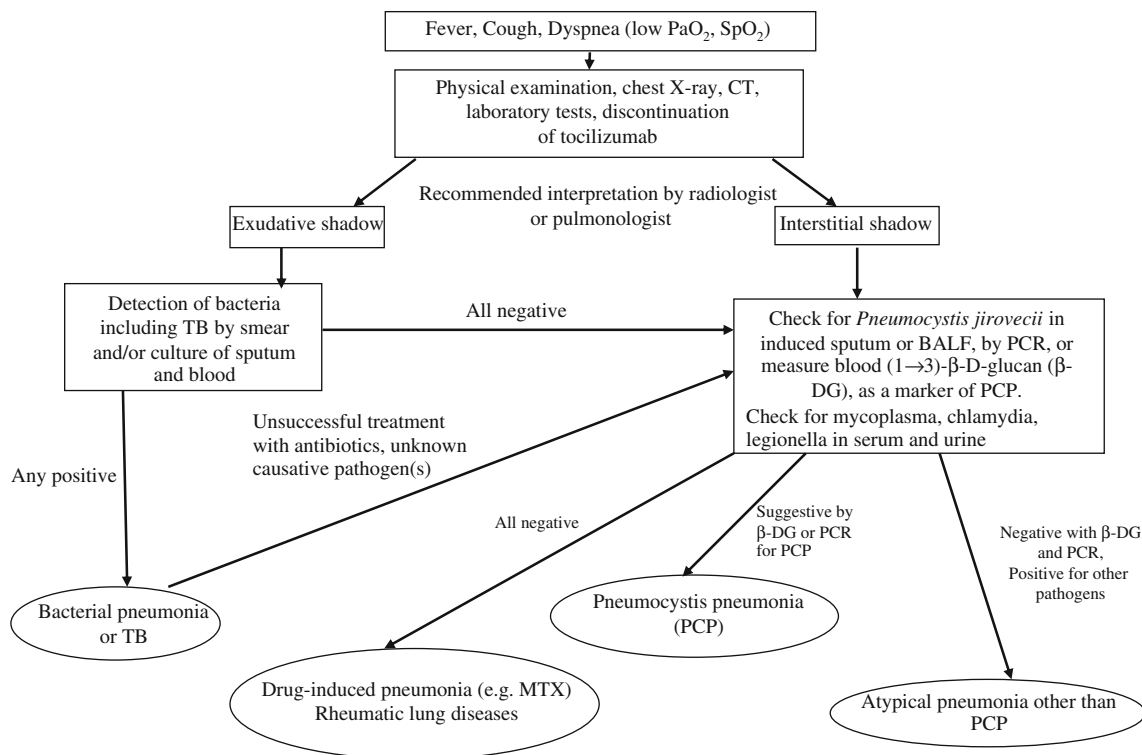 Fever, Cough, Dyspnea (low PaO₂, SpO₂)
Physical examination, chest X-ray, CT,
laboratory tests, discontinuation
of tocilizumab
Recommended interpretation by radiologist
or pulmonologist
Exudative shadow
Interstitial shadow
Detection of bacteria
including TB by smear
and/or culture of sputum
and blood
All negative
Check for Pneumocystis jirovecii in
induced sputum or BALF, by PCR, or
measure blood (1→3)-β-D-glucan (β-
DG), as a marker of PCP.
Check for mycoplasma, chlamydia,
legionella in serum and urine
Unsuccessful treatment
with antibiotics, unknown
causative pathogen(s)
Any positive
All negative
Suggestive by
β-DG or PCR
for PCP
Negative with β-DG
and PCR,
Positive for other
pathogens
Bacterial pneumonia
or TB
Pneumocystis pneumonia
(PCP)
Drug-induced pneumonia (e.g. MTX)
Rheumatic lung diseases
Atypical pneumonia other than
PCP